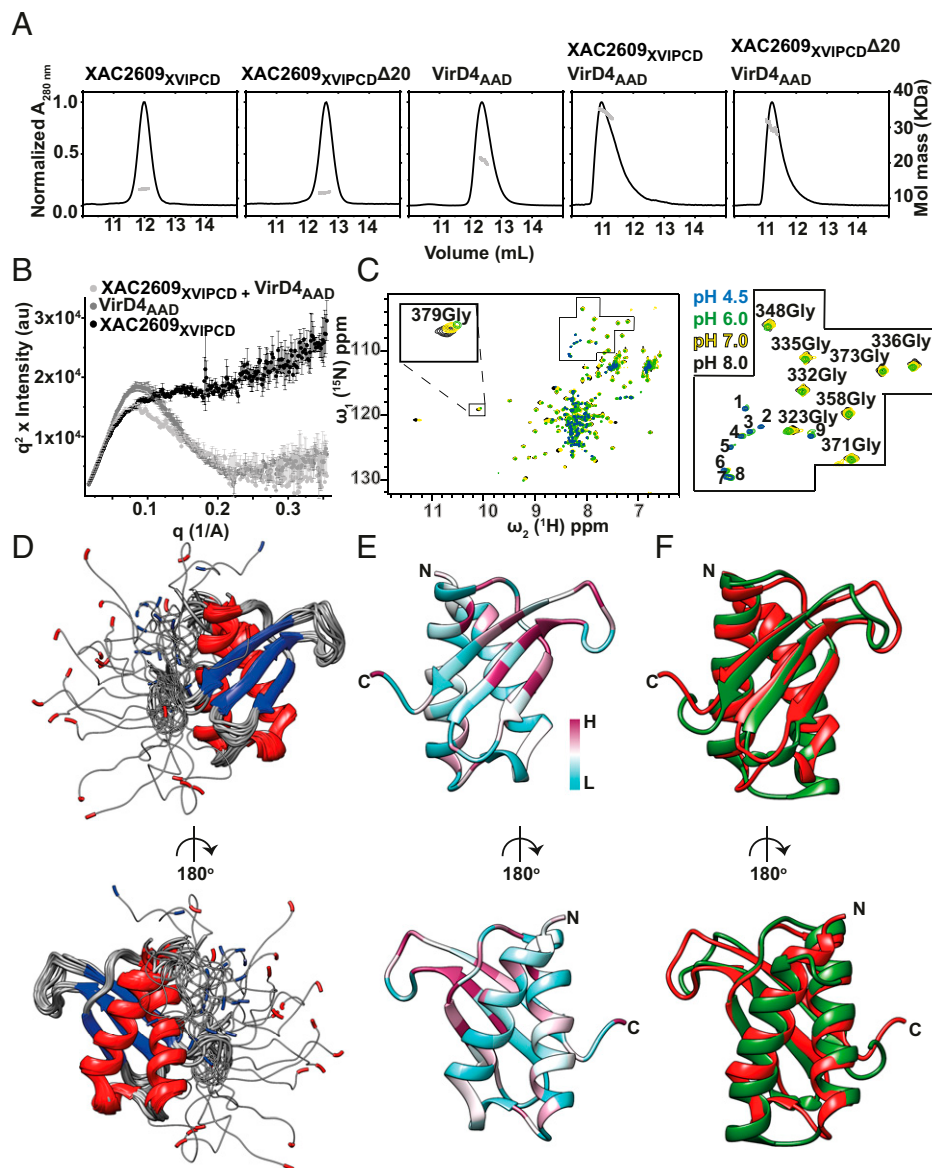 A
XAC2609XVIPCD
XAC2609XVIPCDΔ20
VirD4AAD
XAC2609XVIPCD
VirD4AAD
XAC2609XVIPCDΔ20
VirD4AAD
Normalized A280 nm
1.0
0.5
0.0
40
30
20
10
Mol mass (KDa)
11 12 13 14
11 12 13 14
11 12 13 14
11 12 13 14
11 12 13 14
Volume (mL)
B
XAC2609XVIPCD + VirD4AAD
VirD4AAD
XAC2609XVIPCD
q² x Intensity (au)
3x10⁴
2x10⁴
1x10⁴
0.1 0.2 0.3
q (1/A)
C
379Gly
ω₁ (¹⁵N) ppm
110
120
130
11 10 9 8 7
ω₂ (¹H) ppm
pH 4.5
pH 6.0
pH 7.0
pH 8.0
348Gly
335Gly
336Gly
373Gly
332Gly
358Gly
323Gly
371Gly
1
2
3
4
5
6
7
8
9
D
180°
E
N
C
H
L
180°
N
C
F
N
C
180°
N
C